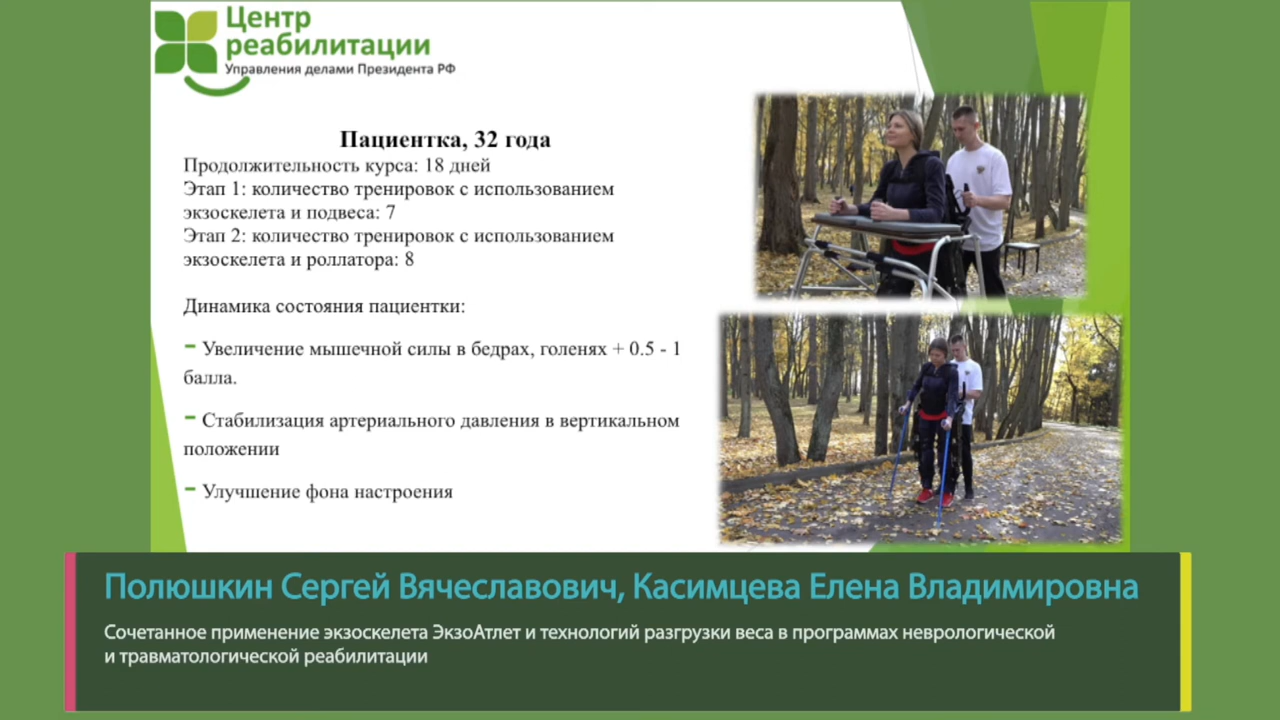 Центр
реабилитации
Управления делами Президента РФ
Пациентка, 32 года
Продолжительность курса: 18 дней
Этап 1: количество тренировок с использованием
экзоскелета и подвеса: 7
Этап 2: количество тренировок с использованием
экзоскелета и роллатора: 8
Динамика состояния пациентки:
- Увеличение мышечной силы в бедрах, голенях + 0.5 - 1
балла.
- Стабилизация артериального давления в вертикальном
положении
- Улучшение фона настроения
Полюшкин Сергей Вячеславович, Касимцева Елена Владимировна
Сочетанное применение экзоскелета ЭкзоАтлет и технологий разгрузки веса в программах неврологической
и травматологической реабилитации